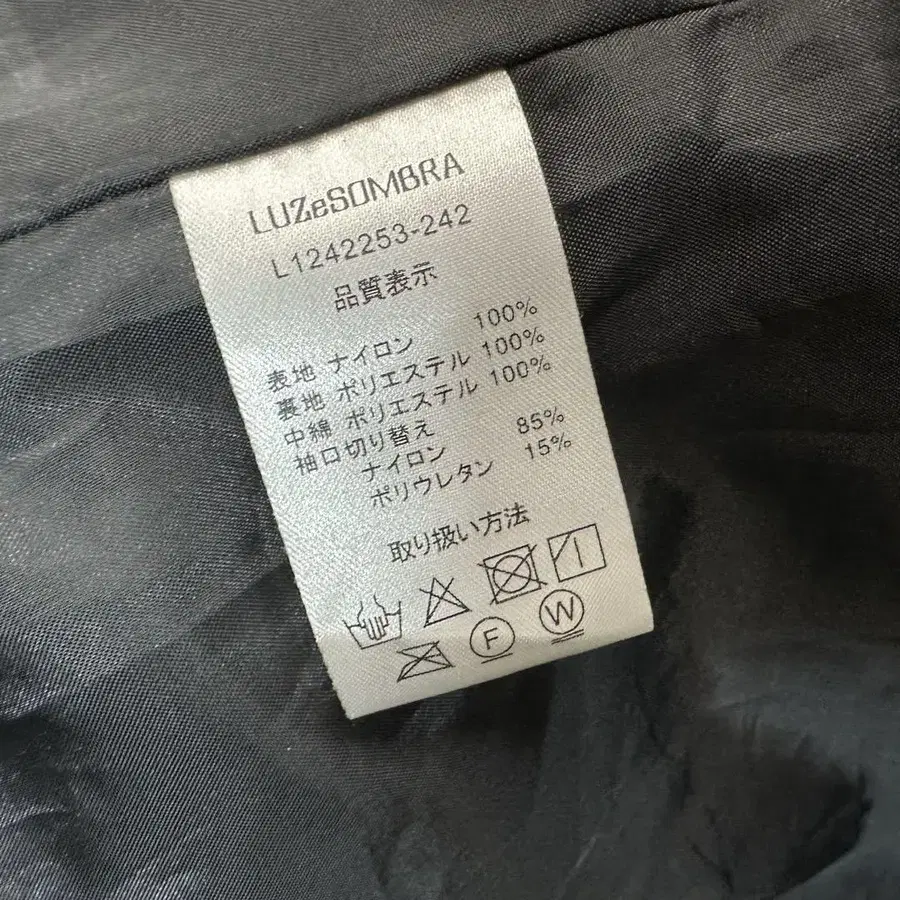 LUZeSOMBRA
L1242253-242
品質表示
表地 ナイロン 100%
裏地 ポリエステル 100%
中綿 ポリエステル 100%
袖口切り替え
ナイロン 85%
ポリウレタン 15%
取り扱い方法
F W